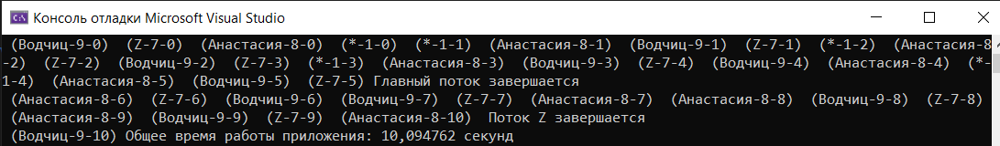 Консоль отладки Microsoft Visual Studio
(Водчиц-9-0) (Z-7-0) (Анастасия-8-0) (*-1-0) (*-1-1) (Анастасия-8-1) (Водчиц-9-1) (Z-7-1) (*-1-2) (Анастасия-8
-2) (Z-7-2) (Водчиц-9-2) (Z-7-3) (*-1-3) (Анастасия-8-3) (Водчиц-9-3) (Z-7-4) (Водчиц-9-4) (Анастасия-8-4) (*-
1-4) (Анастасия-8-5) (Водчиц-9-5) (Z-7-5) Главный поток завершается
(Анастасия-8-6) (Z-7-6) (Водчиц-9-6) (Водчиц-9-7) (Z-7-7) (Анастасия-8-7) (Анастасия-8-8) (Водчиц-9-8) (Z-7-8)
(Анастасия-8-9) (Водчиц-9-9) (Z-7-9) (Анастасия-8-10) Поток Z завершается
(Водчиц-9-10) Общее время работы приложения: 10,094762 секунд